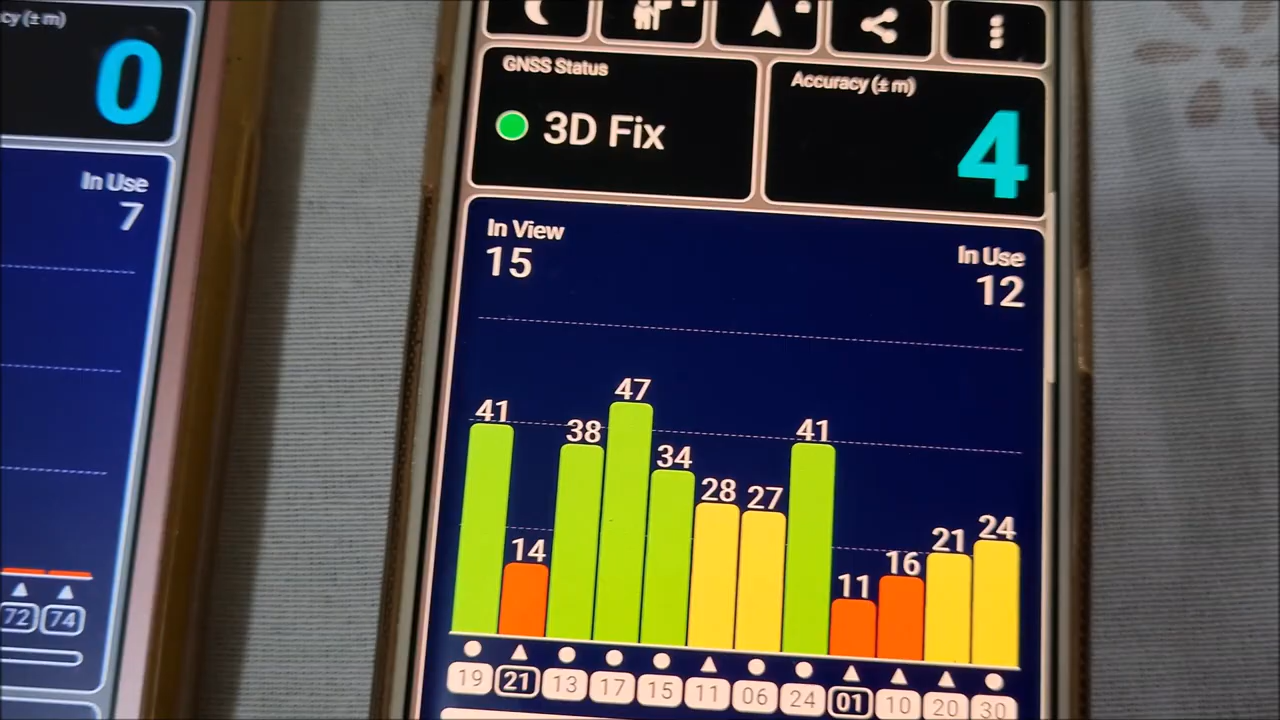 cy (± m)
0
In Use
7
72 74
GNSS Status
3D Fix
Accuracy (± m)
4
In View
15
In Use
12
41 14 38 47 34 28 27 41 11 16 21 24
19 21 13 17 15 11 06 24 01 10 20 30